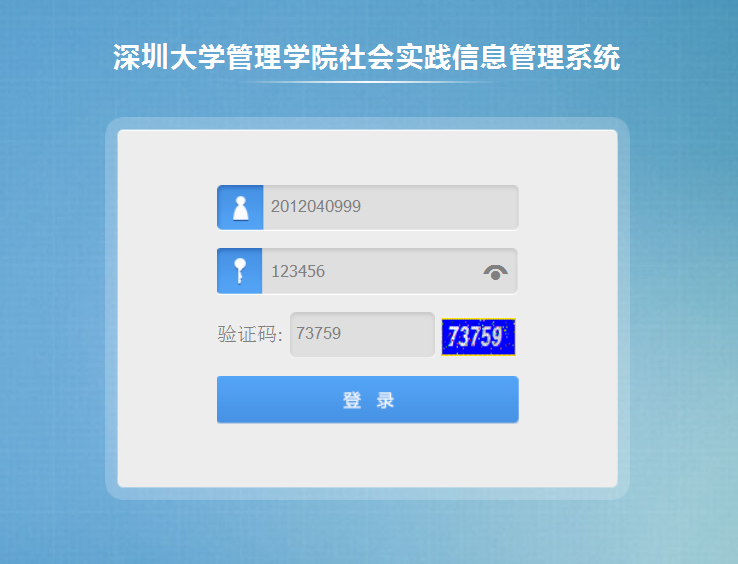 深圳大学管理学院社会实践信息管理系统
2012040999
123456
验证码: 73759 73759
登 录